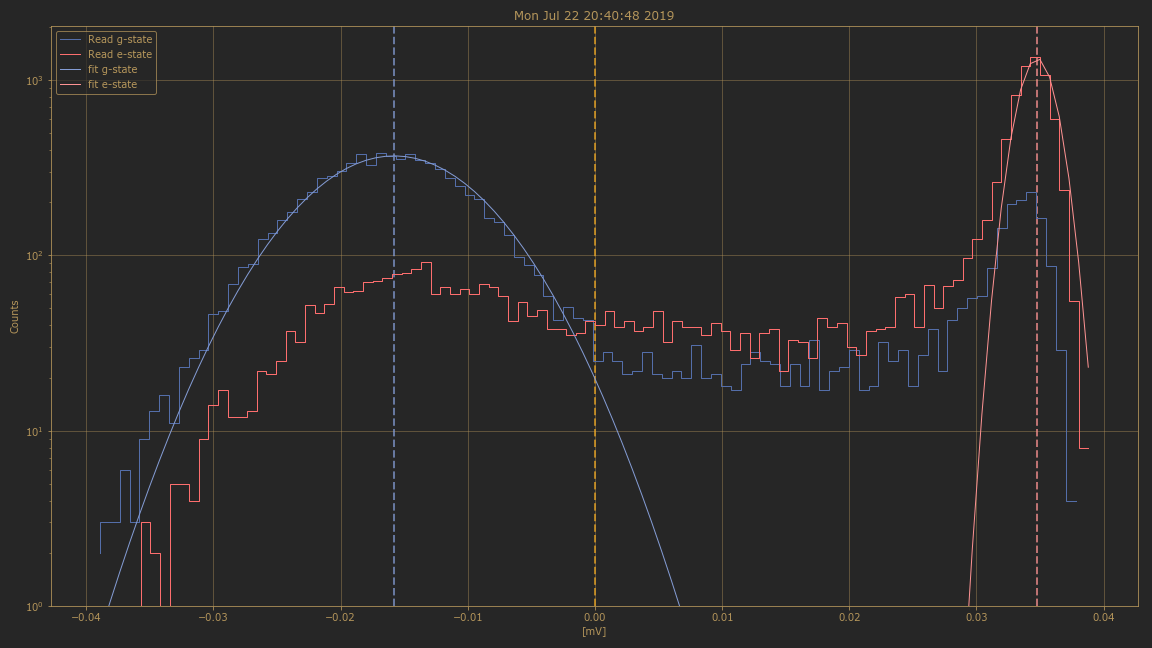 Mon Jul 22 20:40:48 2019
Read g-state
Read e-state
fit g-state
fit e-state
Counts
10³
10²
10¹
10⁰
−0.04 −0.03 −0.02 −0.01 0.00 0.01 0.02 0.03 0.04
[mV]